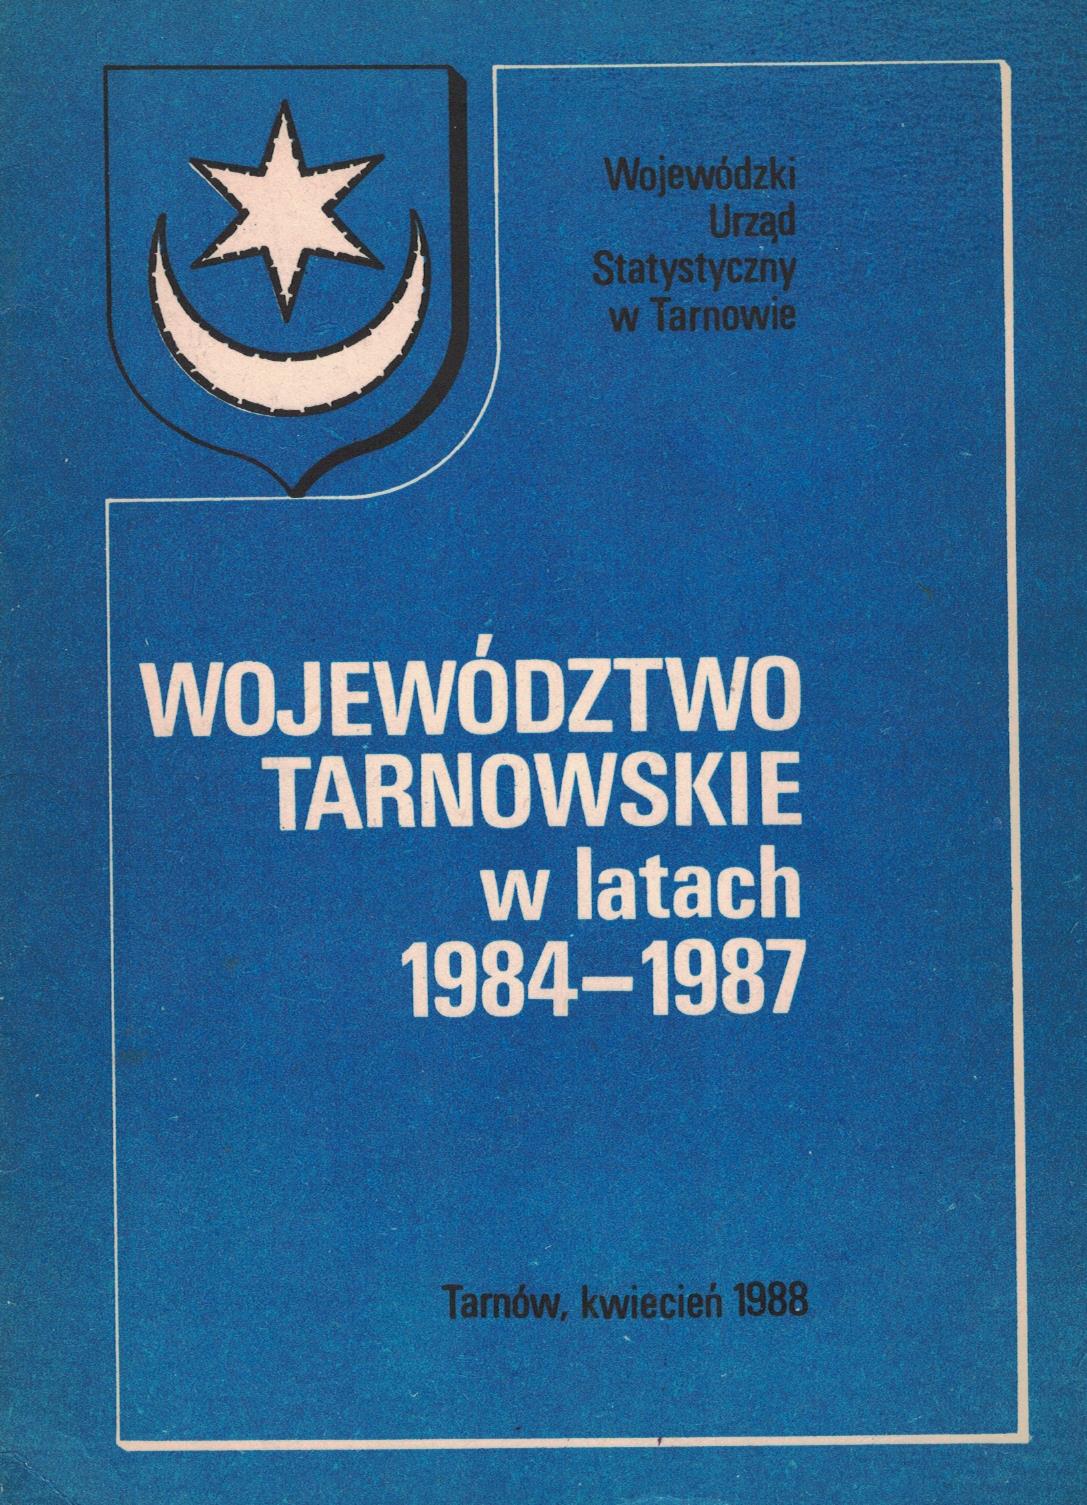 Wojewódzki
Urząd
Statystyczny
w Tarnowie
WOJEWÓDZTWO
TARNOWSKIE
w latach
1984–1987
Tarnów, kwiecień 1988